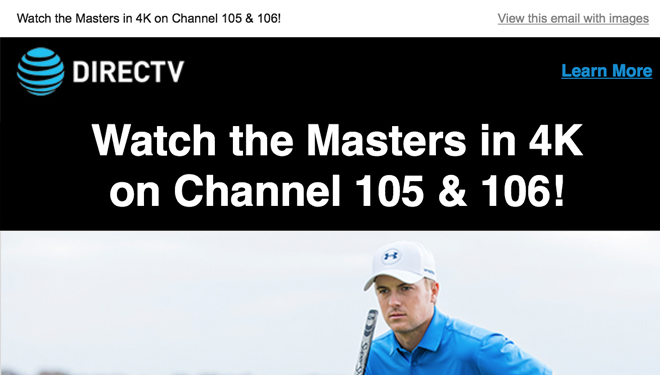 Watch the Masters in 4K on Channel 105 & 106!
View this email with images
DIRECTV
Learn More
Watch the Masters in 4K
on Channel 105 & 106!